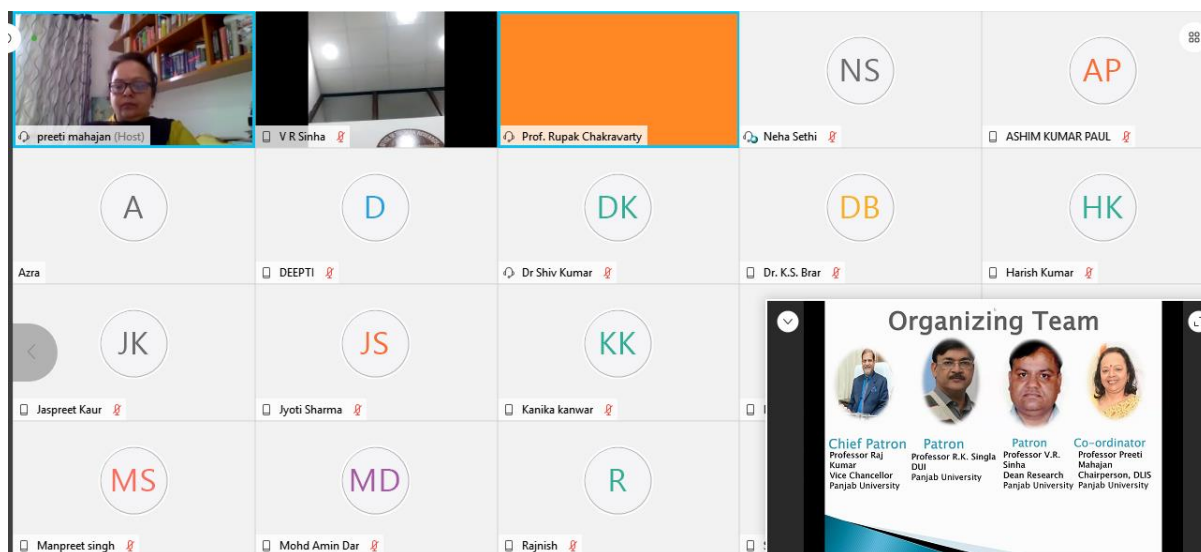 preeti mahajan (Host)
V R Sinha
Prof. Rupak Chakravarty
NS
Neha Sethi
AP
ASHIM KUMAR PAUL
A
Azra
D
DEEPTI
DK
Dr Shiv Kumar
DB
Dr. K.S. Brar
HK
Harish Kumar
JK
Jaspreet Kaur
JS
Jyoti Sharma
KK
Kanika kanwar
MS
Manpreet singh
MD
Mohd Amin Dar
R
Rajnish
Organizing Team
Chief Patron
Professor Raj
Kumar
Vice Chancellor
Panjab University
Patron
Professor R.K. Singla
DUI
Panjab University
Patron
Professor V.R.
Sinha
Dean Research
Panjab University
Co-ordinator
Professor Preeti
Mahajan
Chairperson, DLIS
Panjab University